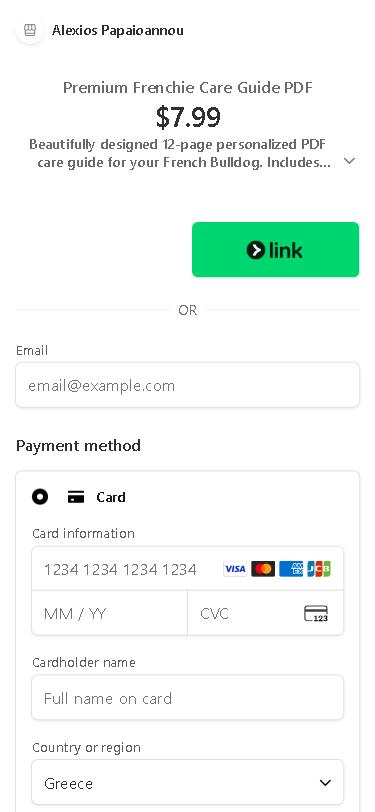 Alexios Papaioannou
Premium Frenchie Care Guide PDF
$7.99
Beautifully designed 12-page personalized PDF
care guide for your French Bulldog. Includes...
link
OR
Email
email@example.com
Payment method
Card
Card information
1234 1234 1234 1234 VISA AMEX JCB
MM / YY CVC 123
Cardholder name
Full name on card
Country or region
Greece